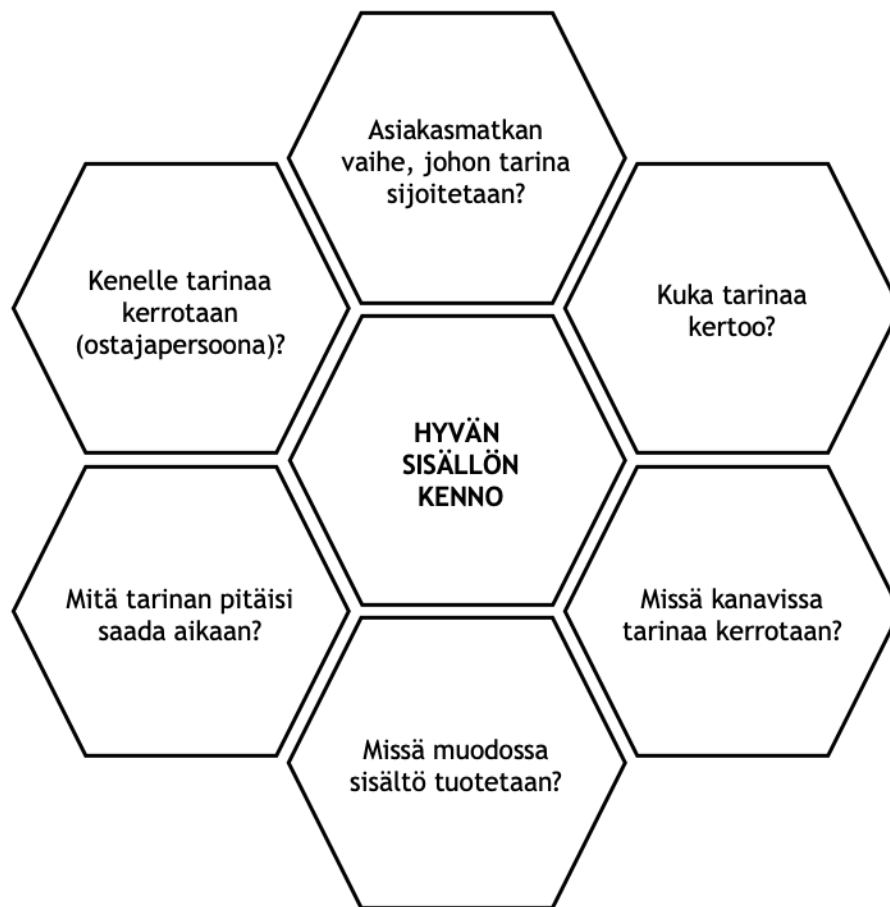 Asiakasmatkan
vaihe, johon tarina
sijoitetaan?
Kenelle tarinaa
kerrotaan
(ostajapersoona)?
Kuka tarinaa
kertoo?
HYVÄN
SISÄLLÖN
KENNO
Mitä tarinan pitäisi
saada aikaan?
Missä kanavissa
tarinaa kerrotaan?
Missä muodossa
sisältö tuotetaan?